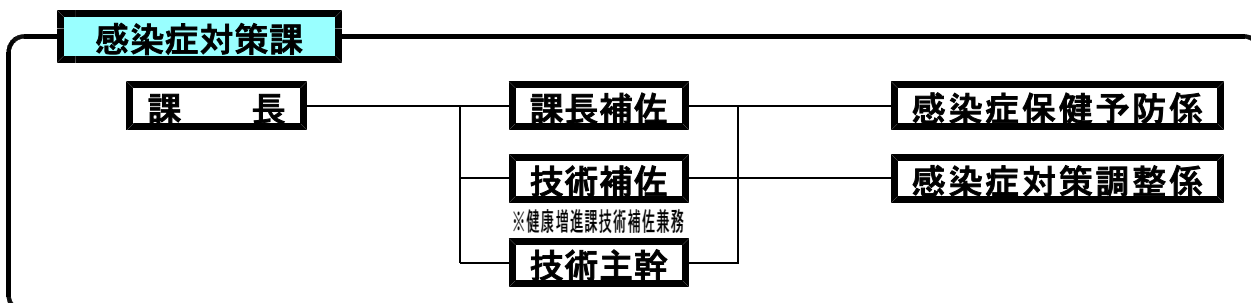 感染症対策課
課　　長
課長補佐
感染症保健予防係
技術補佐
感染症対策調整係
※健康増進課技術補佐兼務
技術主幹